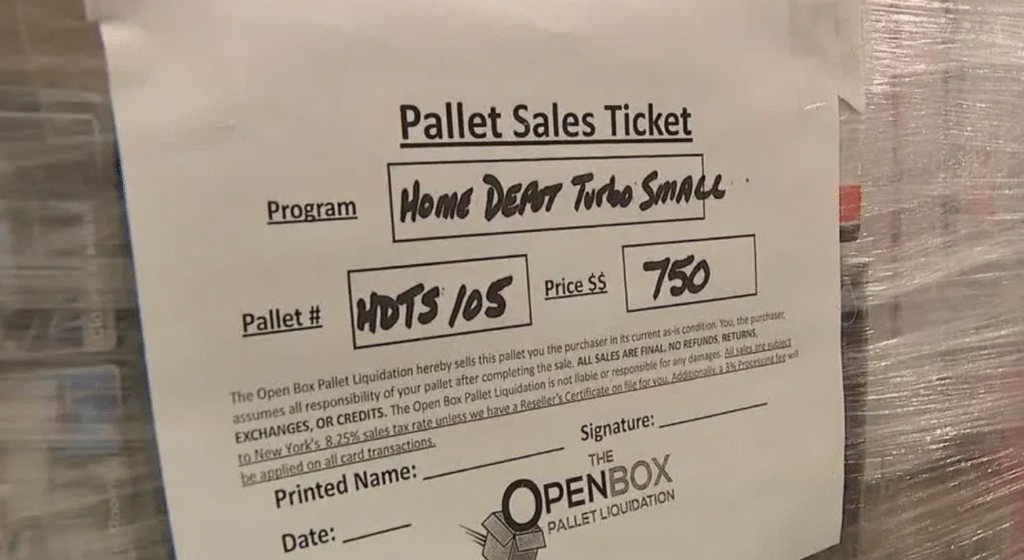 Pallet Sales Ticket
Program HOME DEPOT Turbo SMALL
Pallet # HDTS 105 Price $$ 750
The Open Box Pallet Liquidation hereby sells this pallet you the purchaser in its current as-is condition. You, the purchaser,
assumes all responsibility of your pallet after completing the sale. ALL SALES ARE FINAL. NO REFUNDS, RETURNS,
EXCHANGES, OR CREDITS. The Open Box Pallet Liquidation is not liable or responsible for any damages. All sales are subject
to New York's 8.25% sales tax rate unless we have a Reseller's Certificate on file for you. Additionally, a 3% Processing fee will
be applied on all card transactions.
Printed Name: Signature:
Date:
THE
OPENBOX
PALLET LIQUIDATION